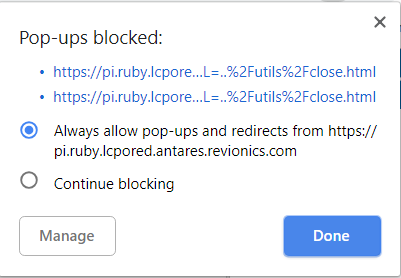 Pop-ups blocked:
https://pi.ruby.lcpore...L=..%2Futils%2Fclose.html
https://pi.ruby.lcpore...L=..%2Futils%2Fclose.html
Always allow pop-ups and redirects from https://
pi.ruby.lcpored.antares.revionics.com
Continue blocking
Manage
Done